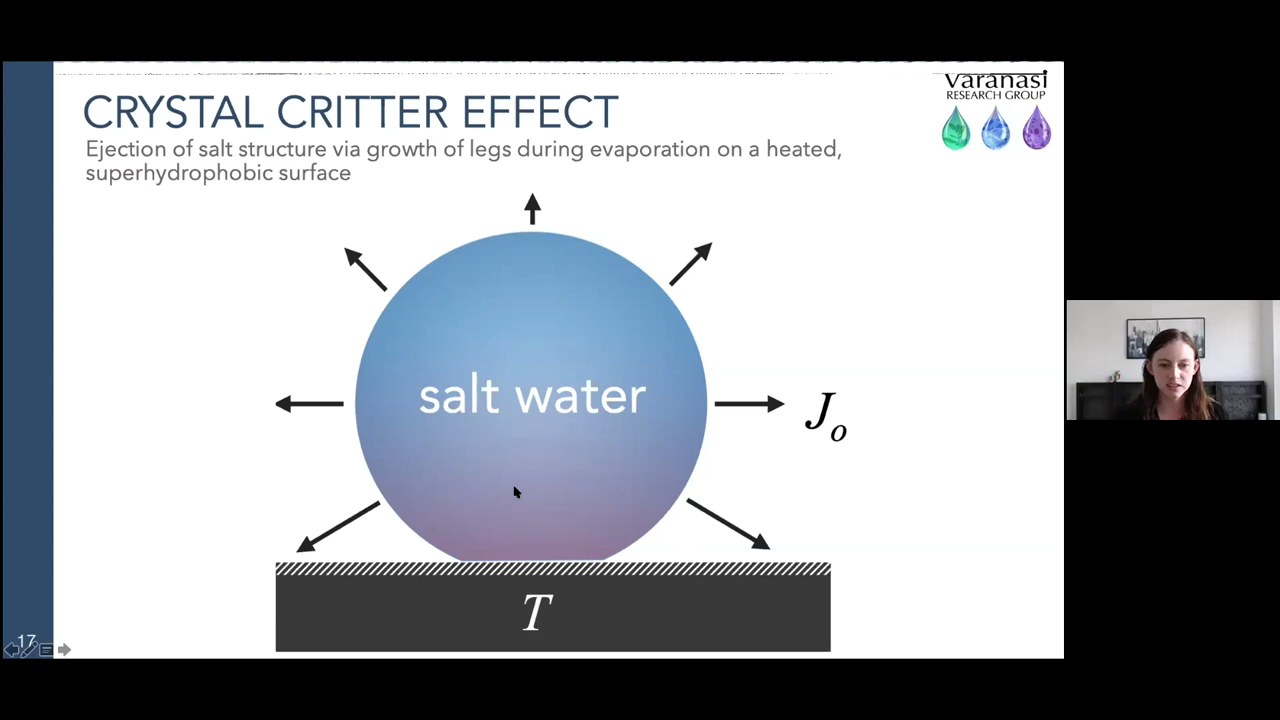 varanasi
RESEARCH GROUP
CRYSTAL CRITTER EFFECT
Ejection of salt structure via growth of legs during evaporation on a heated,
superhydrophobic surface
salt water
Jo
T
17